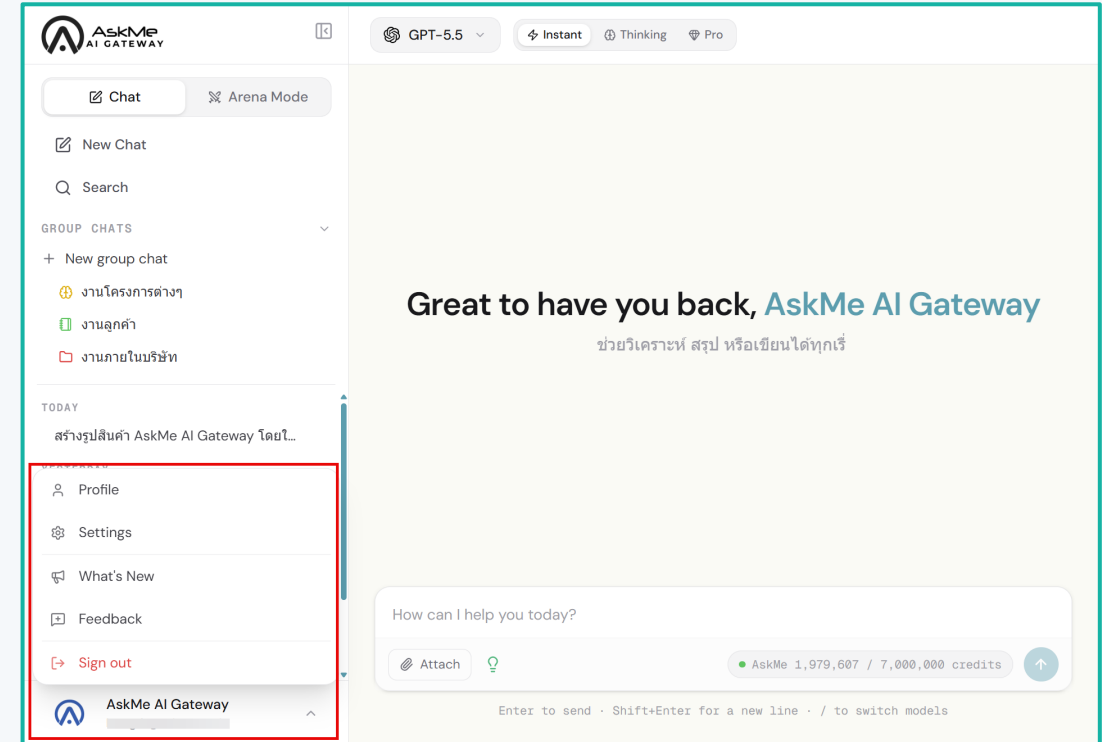 AskMe
AI GATEWAY
GPT-5.5
Instant
Thinking
Pro
Chat
Arena Mode
New Chat
Search
GROUP CHATS
New group chat
งานโครงการต่างๆ
งานลูกค้า
งานภายในบริษัท
TODAY
สร้างรูปสินค้า AskMe AI Gateway โดยใ...
Profile
Settings
What's New
Feedback
Sign out
AskMe AI Gateway
Great to have you back, AskMe AI Gateway
ช่วยวิเคราะห์ สรุป หรือเขียนได้ทุกเรื่
How can I help you today?
Attach
AskMe 1,979,607 / 7,000,000 credits
Enter to send · Shift+Enter for a new line · / to switch models